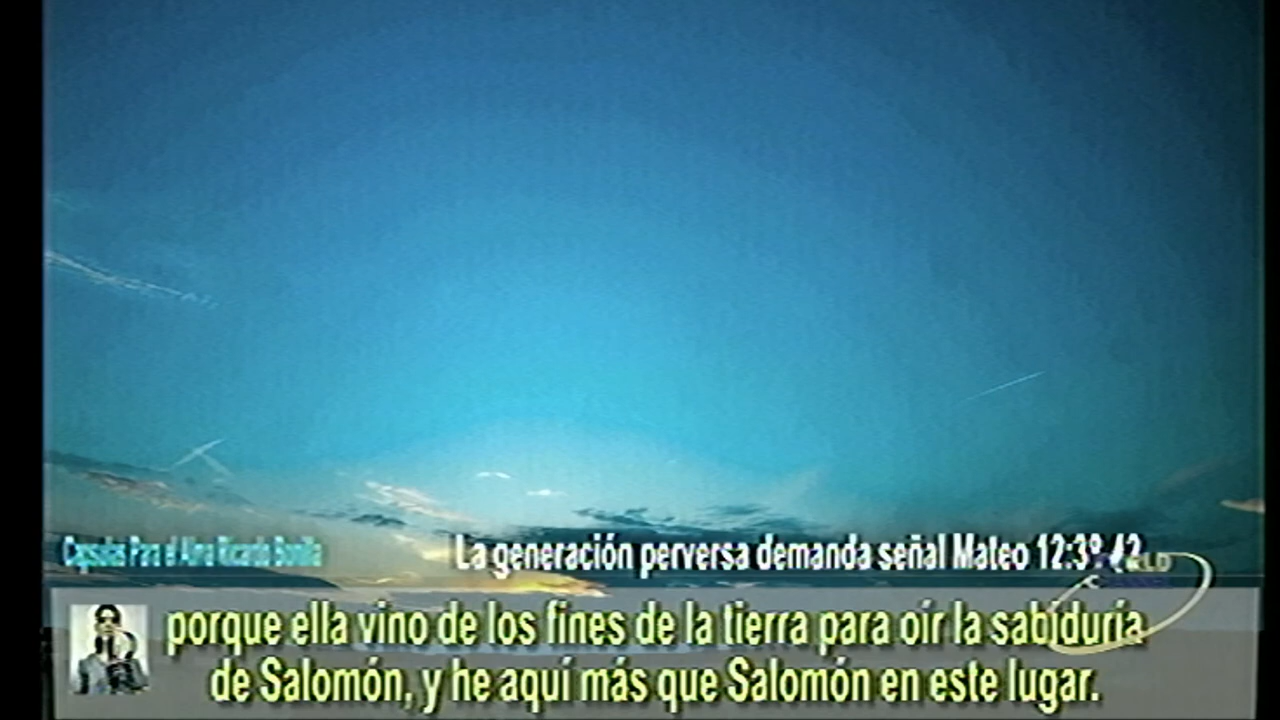 Capsulas Para el Alma Ricardo Bonilla
La generación perversa demanda señal Mateo 12:38-42
porque ella vino de los fines de la tierra para oír la sabiduría
de Salomón, y he aquí más que Salomón en este lugar.